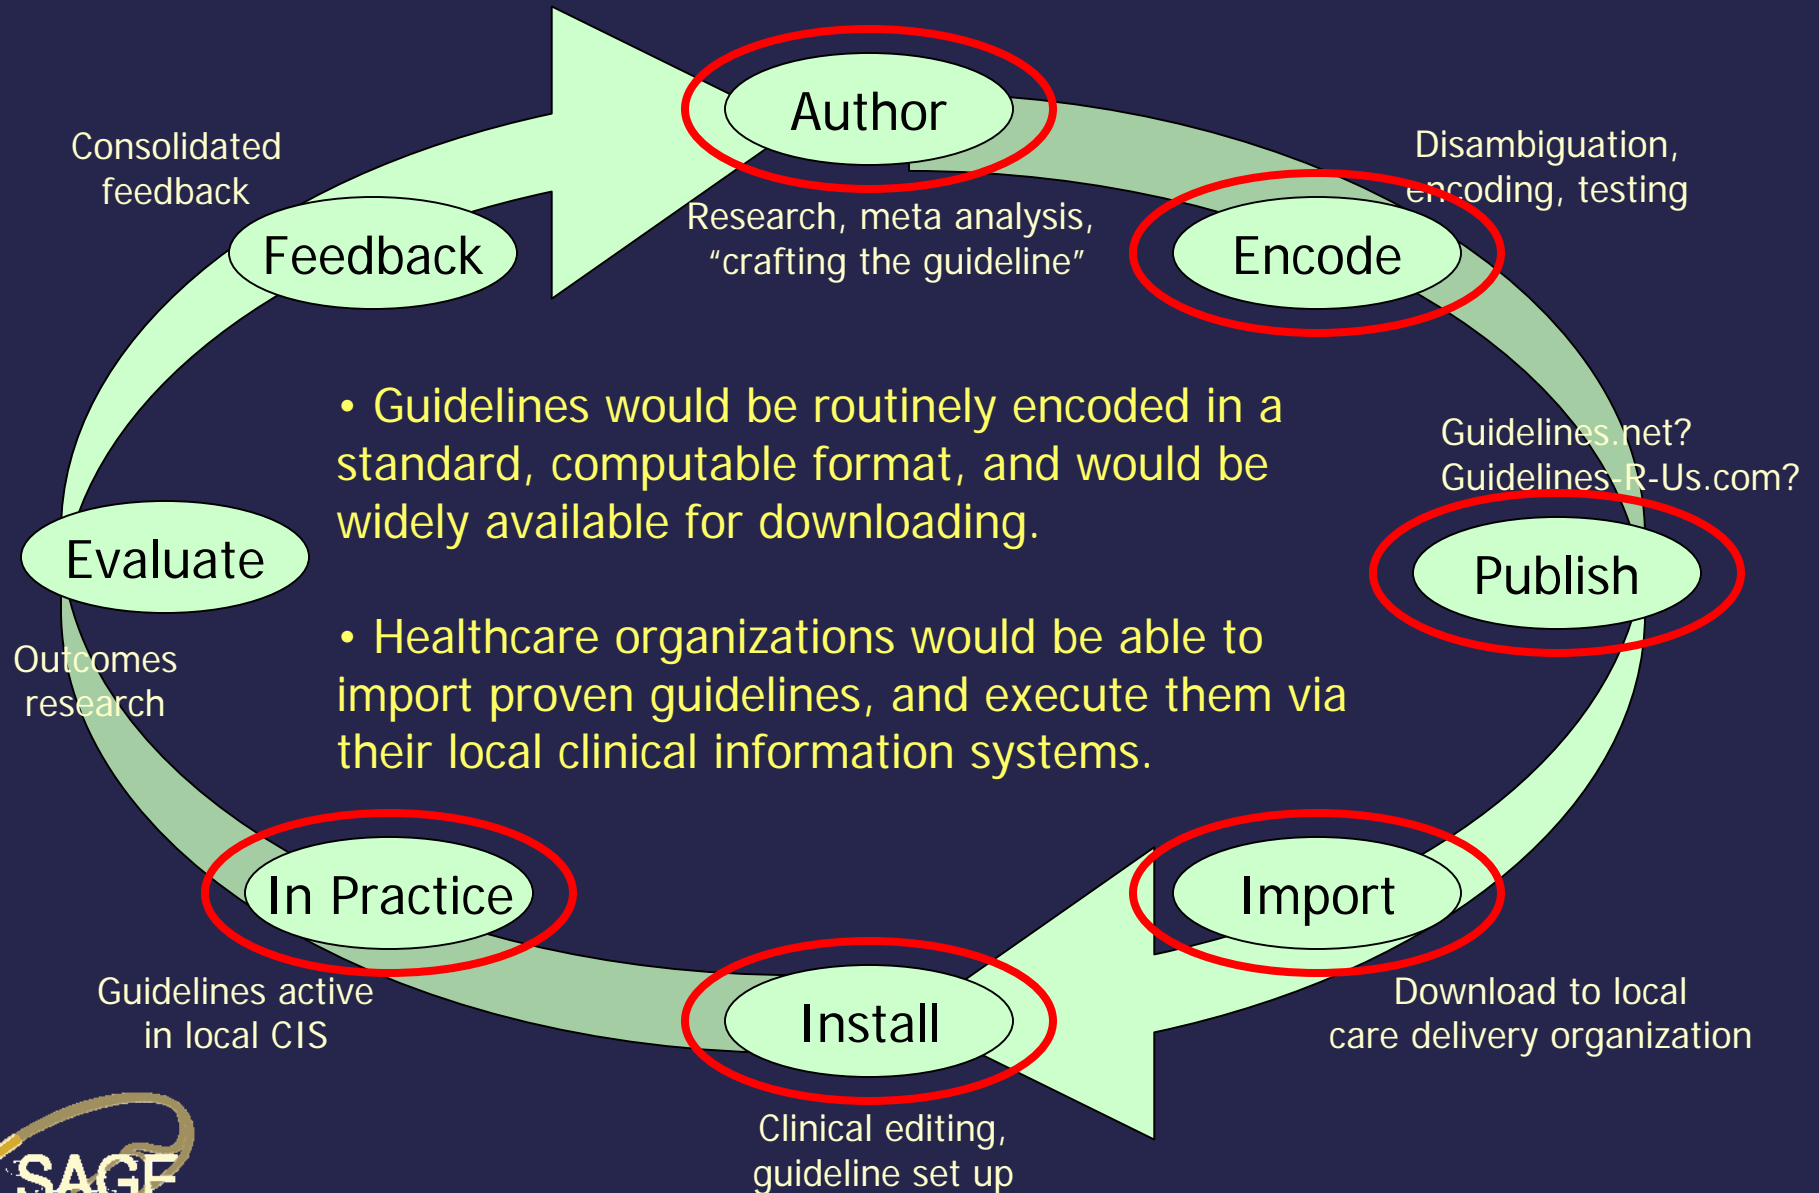 Author
Consolidated
feedback
Disambiguation,
encoding, testing
Feedback
Research, meta analysis,
“crafting the guideline”
Encode
• Guidelines would be routinely encoded in a
standard, computable format, and would be
widely available for downloading.
Guidelines.net?
Guidelines-R-Us.com?
Evaluate
Publish
• Healthcare organizations would be able to
import proven guidelines, and execute them via
their local clinical information systems.
Outcomes
research
In Practice
Import
Guidelines active
in local CIS
Install
Download to local
care delivery organization
Clinical editing,
guideline set up
SAGE